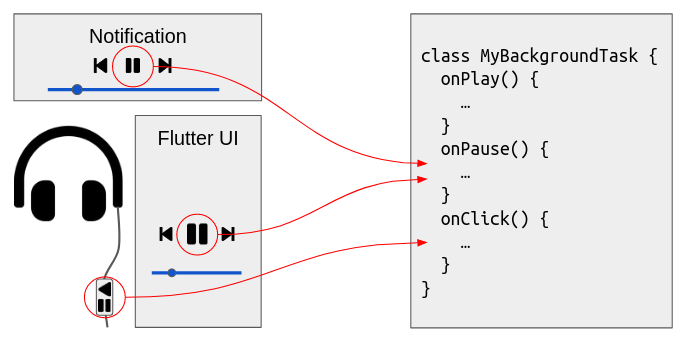 Notification
Flutter UI
class MyBackgroundTask {
onPlay() {
…
}
onPause() {
…
}
onClick() {
…
}
}